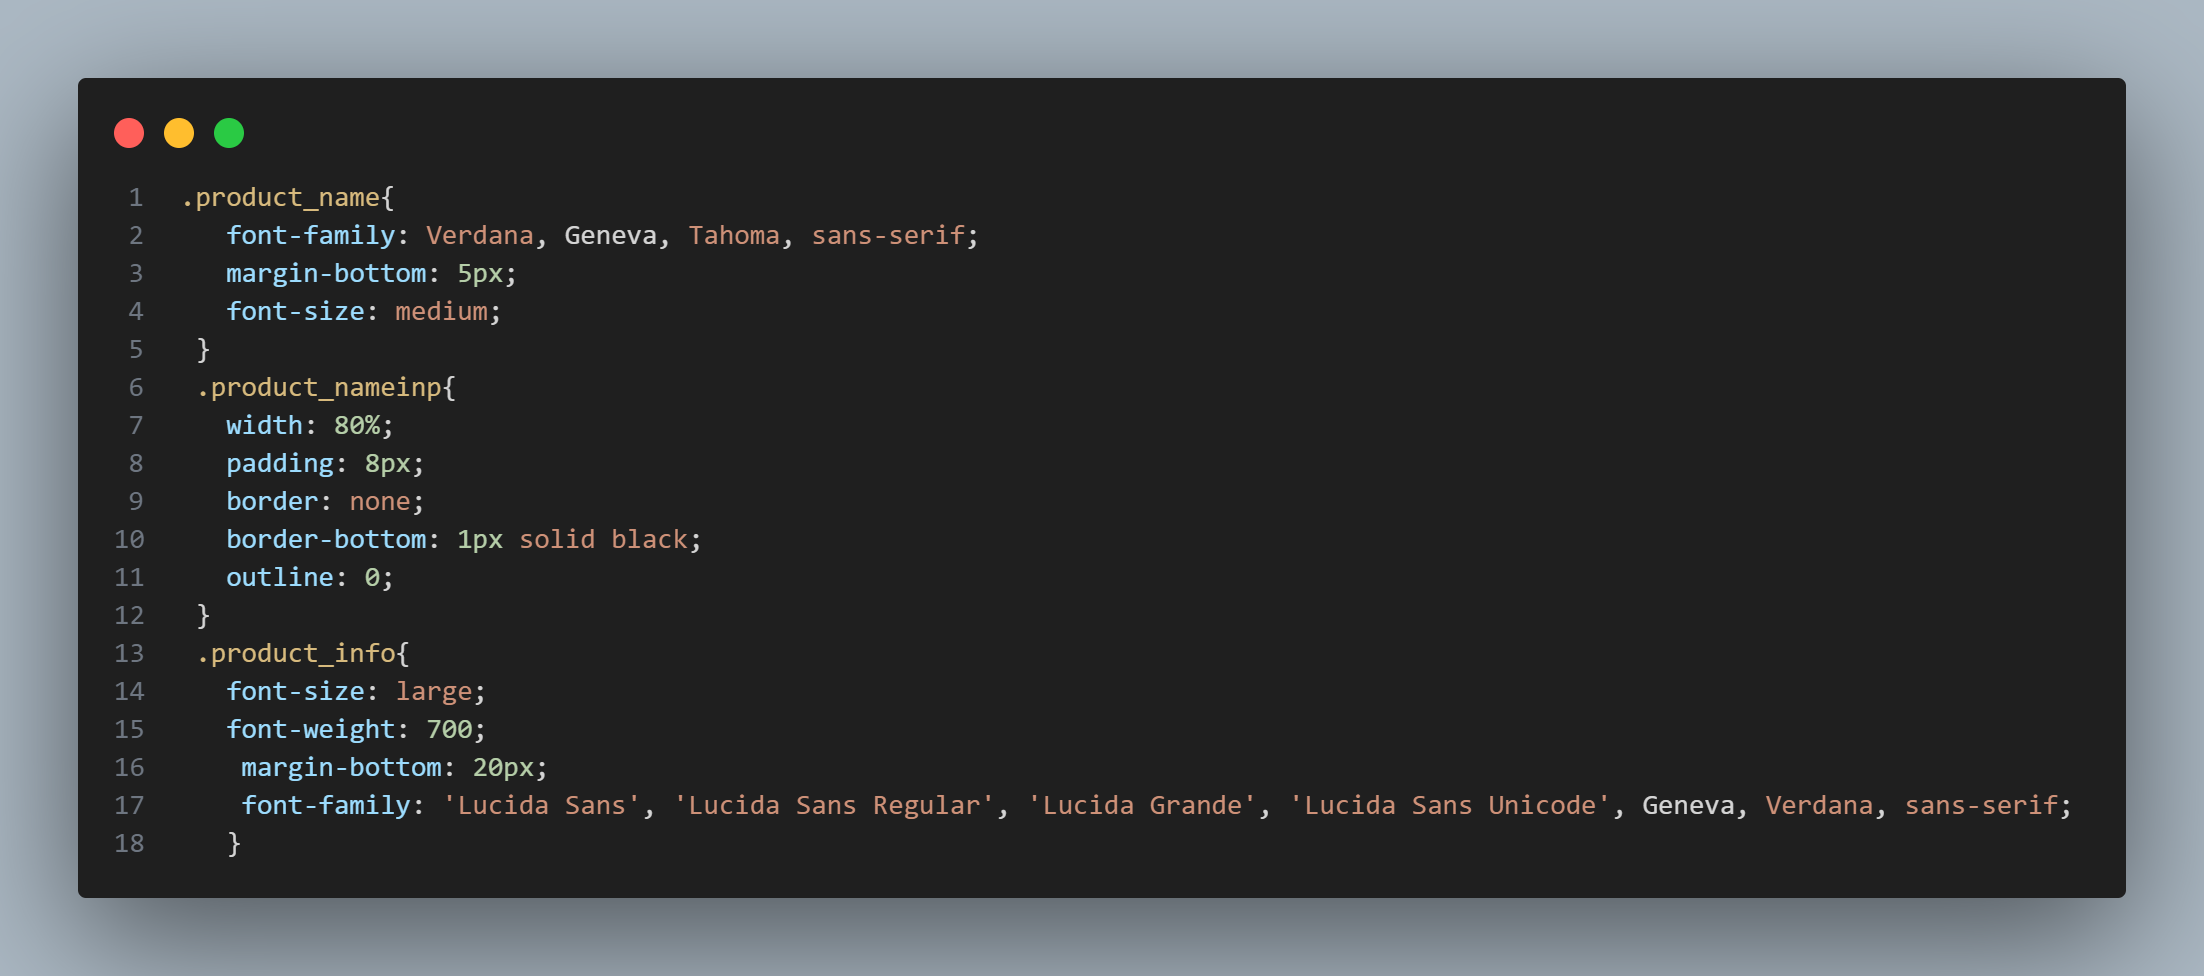 1 .product_name{
2 font-family: Verdana, Geneva, Tahoma, sans-serif;
3 margin-bottom: 5px;
4 font-size: medium;
5 }
6 .product_nameinp{
7 width: 80%;
8 padding: 8px;
9 border: none;
10 border-bottom: 1px solid black;
11 outline: 0;
12 }
13 .product_info{
14 font-size: large;
15 font-weight: 700;
16 margin-bottom: 20px;
17 font-family: 'Lucida Sans', 'Lucida Sans Regular', 'Lucida Grande', 'Lucida Sans Unicode', Geneva, Verdana, sans-serif;
18 }